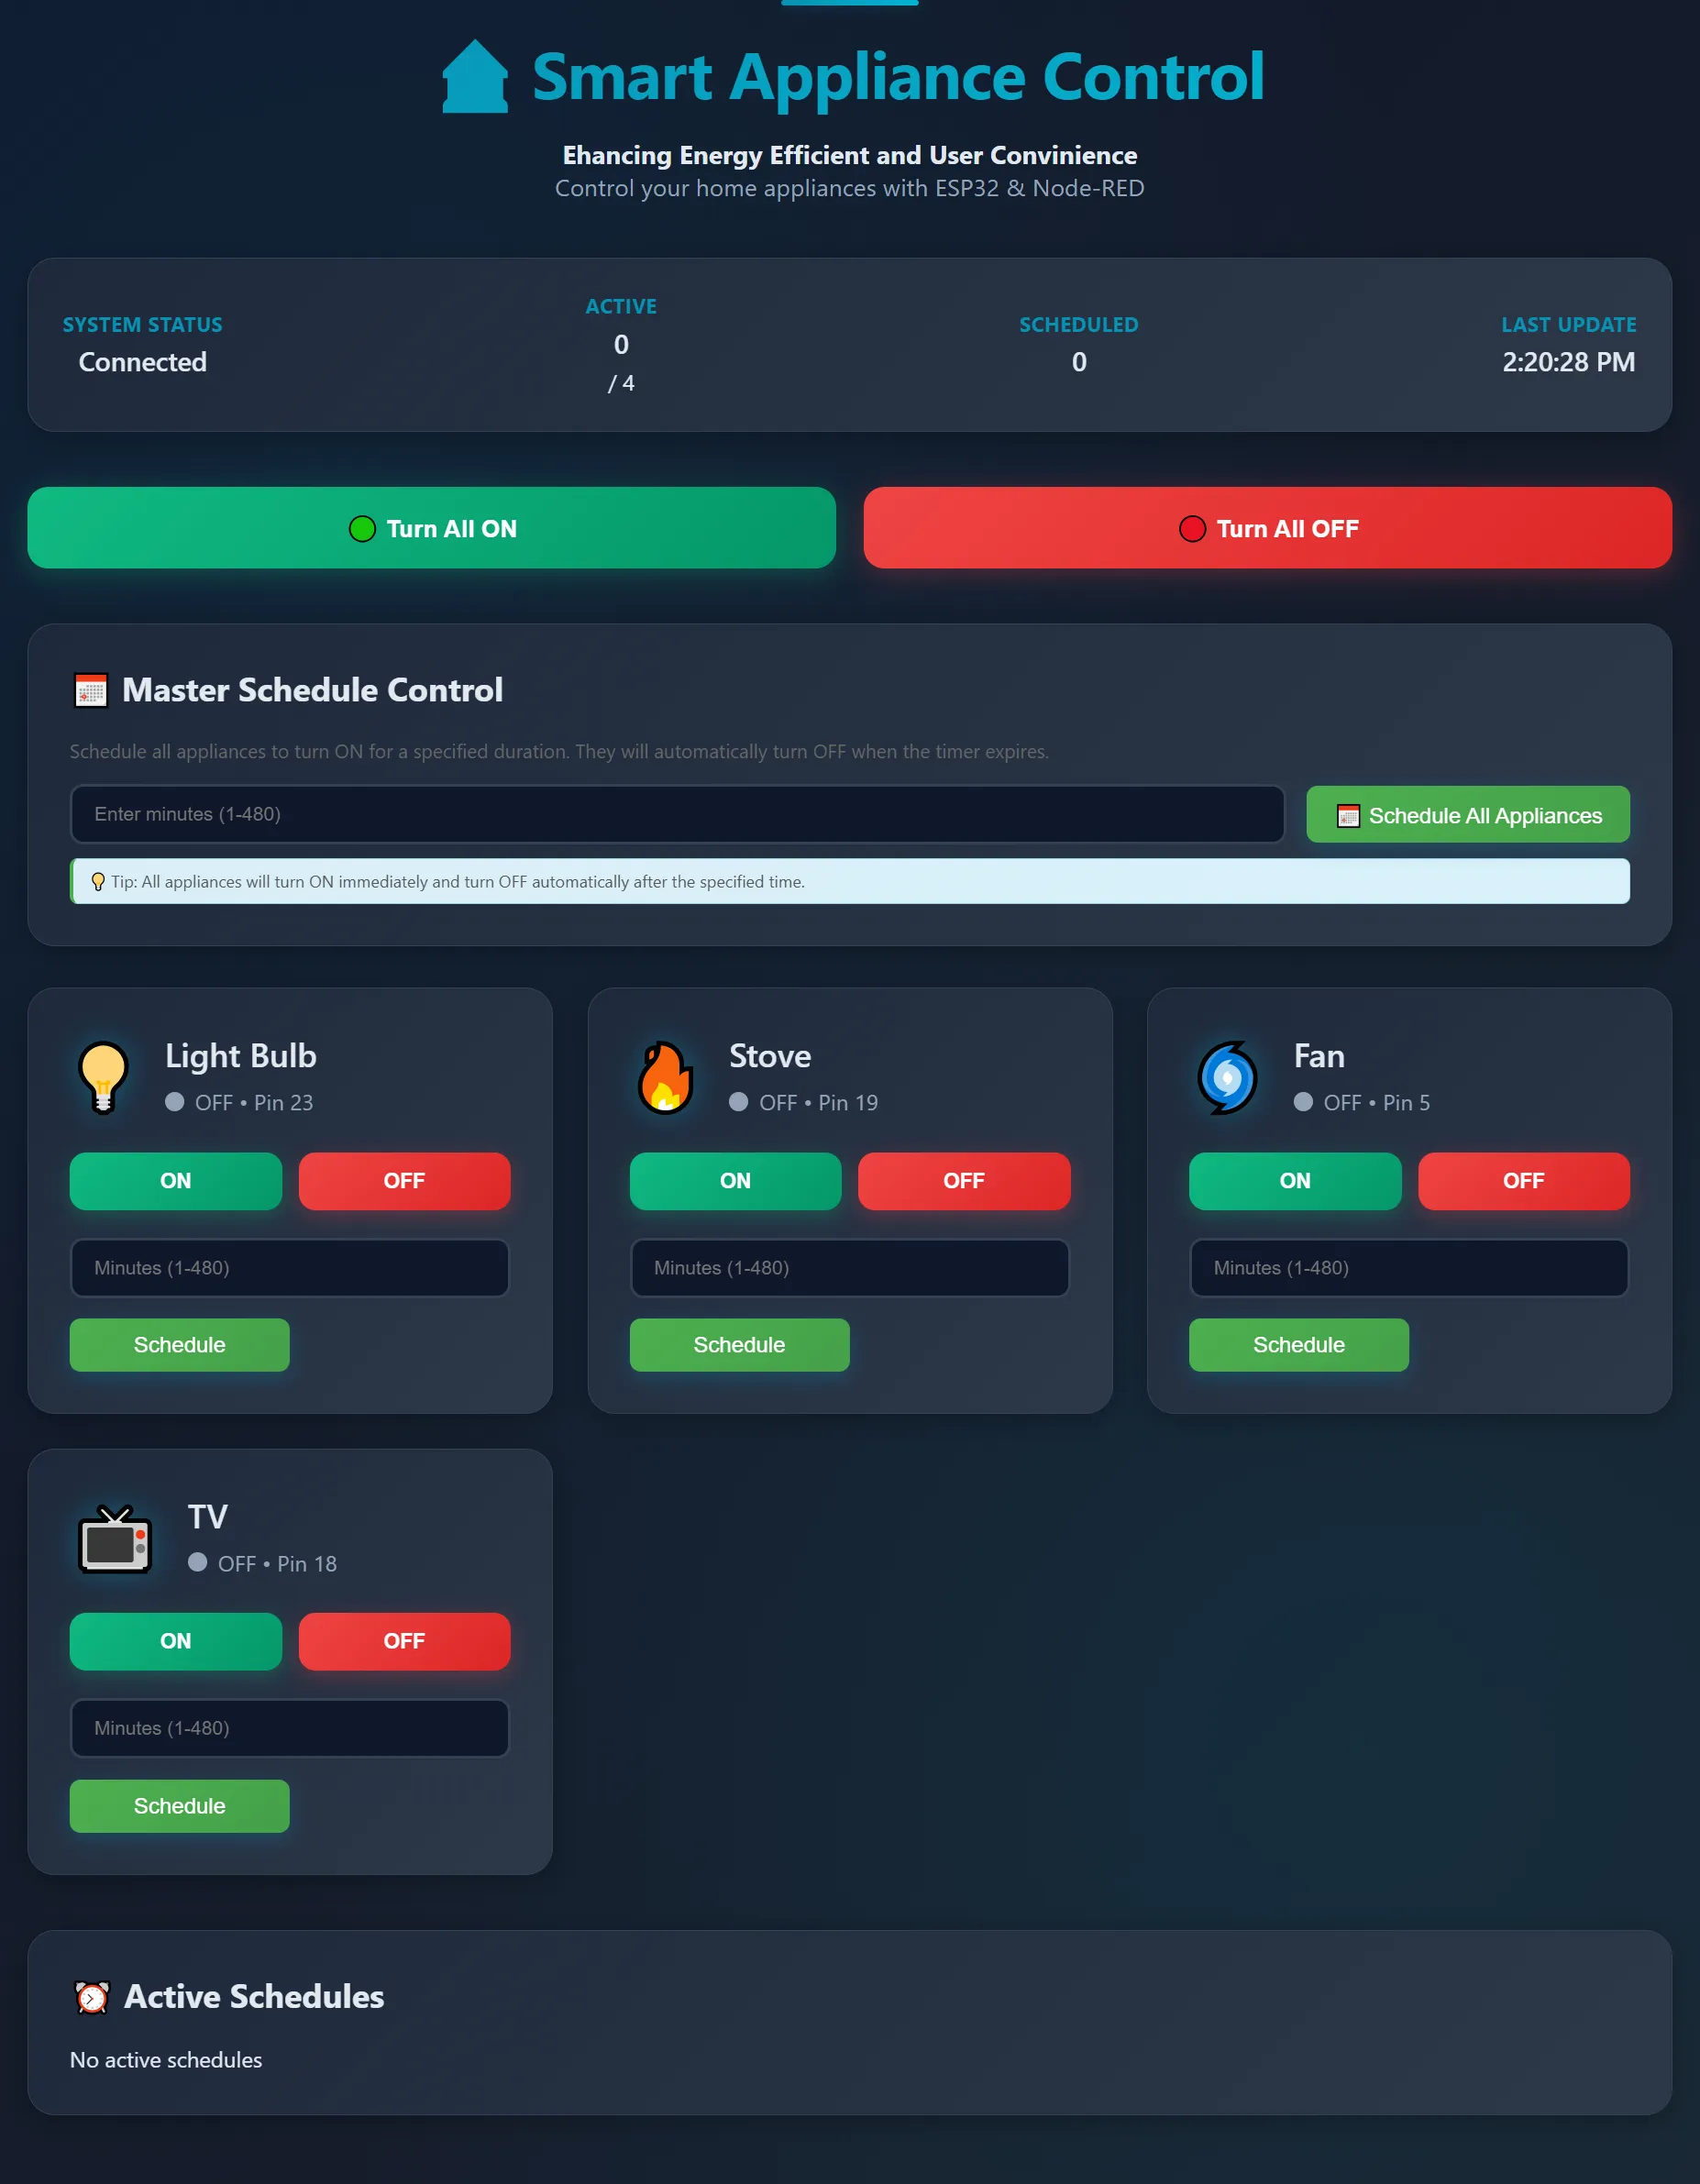 Smart Appliance Control
Ehancing Energy Efficient and User Convinience
Control your home appliances with ESP32 & Node-RED
SYSTEM STATUS
Connected
ACTIVE
0
/ 4
SCHEDULED
0
LAST UPDATE
2:20:28 PM
Turn All ON
Turn All OFF
Master Schedule Control
Schedule all appliances to turn ON for a specified duration. They will automatically turn OFF when the timer expires.
Enter minutes (1-480)
Schedule All Appliances
Tip: All appliances will turn ON immediately and turn OFF automatically after the specified time.
Light Bulb
OFF • Pin 23
ON
OFF
Minutes (1-480)
Schedule
Stove
OFF • Pin 19
ON
OFF
Minutes (1-480)
Schedule
Fan
OFF • Pin 5
ON
OFF
Minutes (1-480)
Schedule
TV
OFF • Pin 18
ON
OFF
Minutes (1-480)
Schedule
Active Schedules
No active schedules